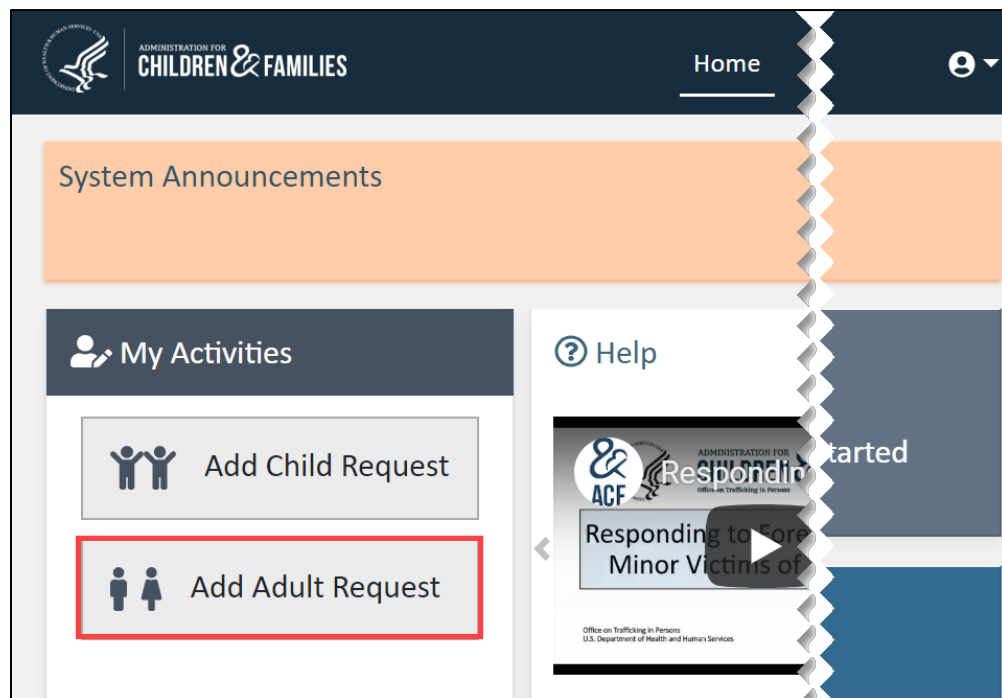 ADMINISTRATION FOR
CHILDREN & FAMILIES
Home
System Announcements
My Activities
Help
Add Child Request
Add Adult Request
ACF
ADMINISTRATION FOR
Office on Trafficking in Persons
Responding to
Minor Victims of
Office on Trafficking in Persons
U.S. Department of Health and Human Services
tarted